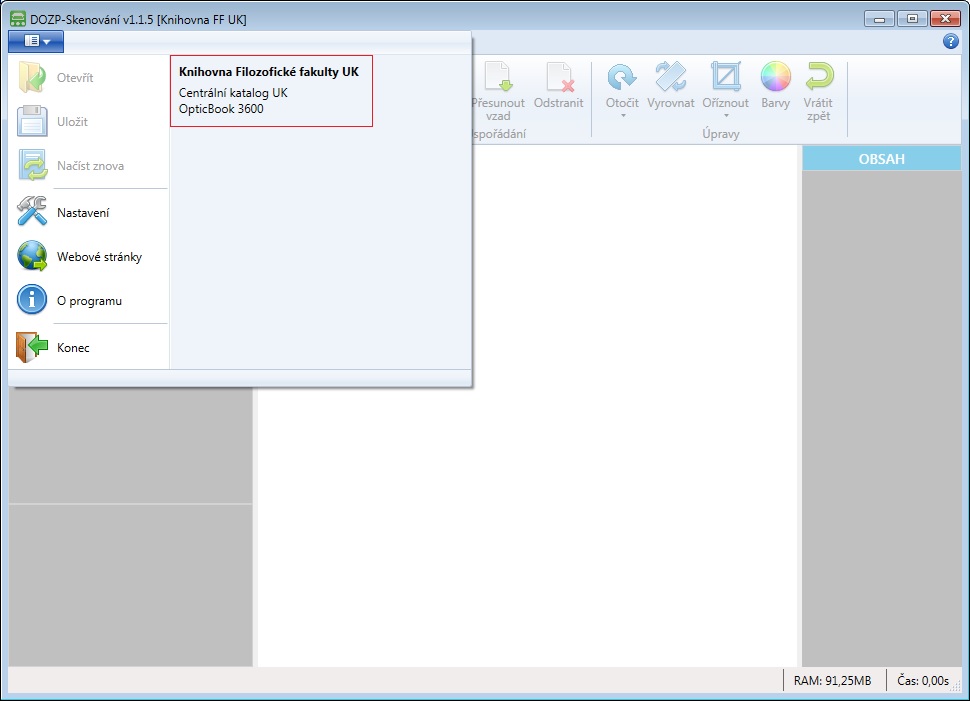 DOZP-Skenování v1.1.5 [Knihovna FF UK]
Otevřít
Uložit
Načíst znova
Nastavení
Webové stránky
O programu
Konec
Knihovna Filozofické fakulty UK
Centrální katalog UK
OpticBook 3600
Přesunout
vzad
Odstranit
spořádání
Otočit
Vyrovnat
Oříznout
Barvy
Vrátit
zpět
Úpravy
OBSAH
RAM: 91,25MB
Čas: 0,00s